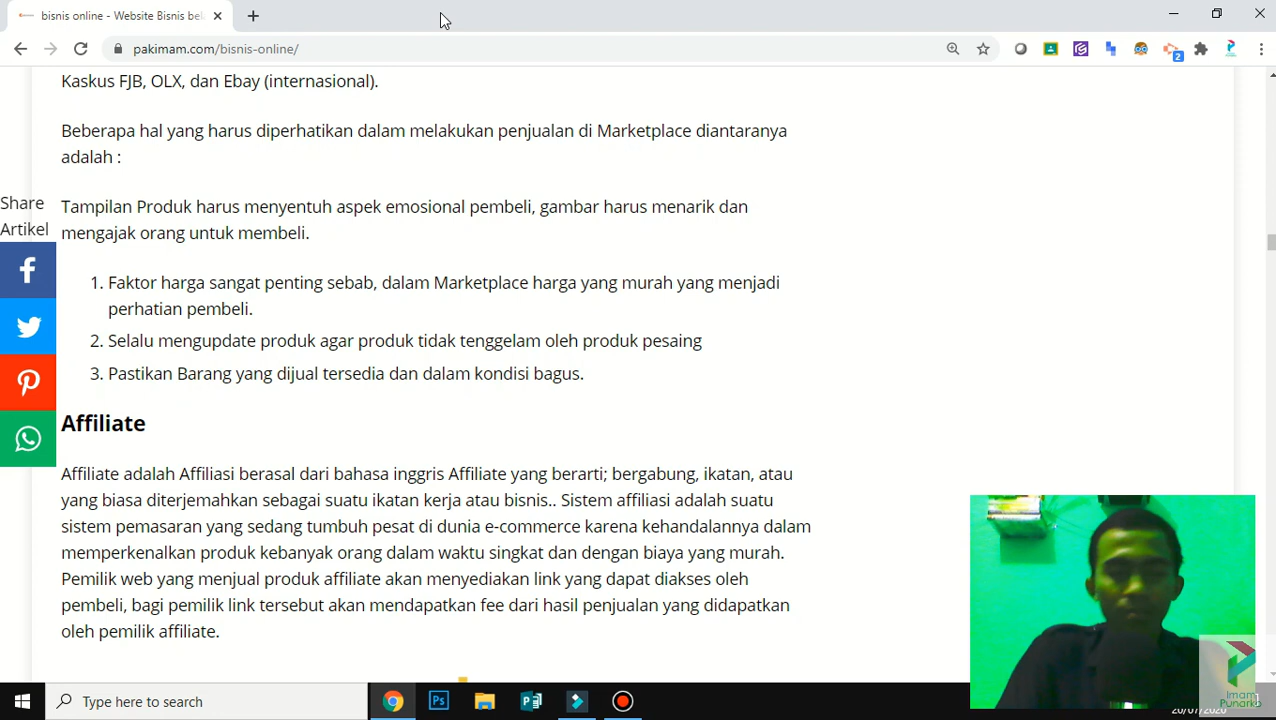 bisnis online - Website Bisnis bel
pakimam.com/bisnis-online/
2
Kaskus FJB, OLX, dan Ebay (internasional).
Beberapa hal yang harus diperhatikan dalam melakukan penjualan di Marketplace diantaranya
adalah :
Share
Artikel
Tampilan Produk harus menyentuh aspek emosional pembeli, gambar harus menarik dan
mengajak orang untuk membeli.
1. Faktor harga sangat penting sebab, dalam Marketplace harga yang murah yang menjadi
perhatian pembeli.
2. Selalu mengupdate produk agar produk tidak tenggelam oleh produk pesaing
3. Pastikan Barang yang dijual tersedia dan dalam kondisi bagus.
Affiliate
Affiliate adalah Affiliasi berasal dari bahasa inggris Affiliate yang berarti; bergabung, ikatan, atau
yang biasa diterjemahkan sebagai suatu ikatan kerja atau bisnis.. Sistem affiliasi adalah suatu
sistem pemasaran yang sedang tumbuh pesat di dunia e-commerce karena kehandalannya dalam
memperkenalkan produk kebanyak orang dalam waktu singkat dan dengan biaya yang murah.
Pemilik web yang menjual produk affiliate akan menyediakan link yang dapat diakses oleh
pembeli, bagi pemilik link tersebut akan mendapatkan fee dari hasil penjualan yang didapatkan
oleh pemilik affiliate.
Imam
Punarko
Type here to search
Ps
26/07/2020